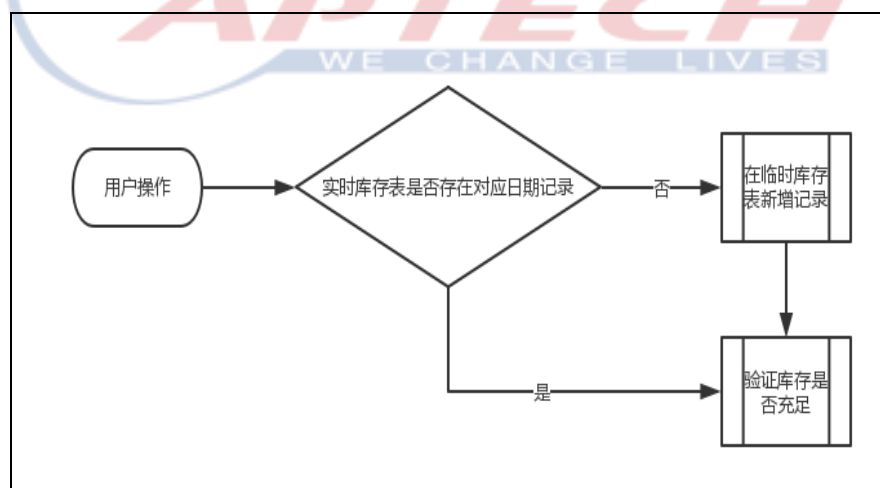 APTECH
WE CHANGE LIVES
用户操作
实时库存表是否存在对应日期记录
否
在临时库存
表新增记录
是
验证库存是
否充足